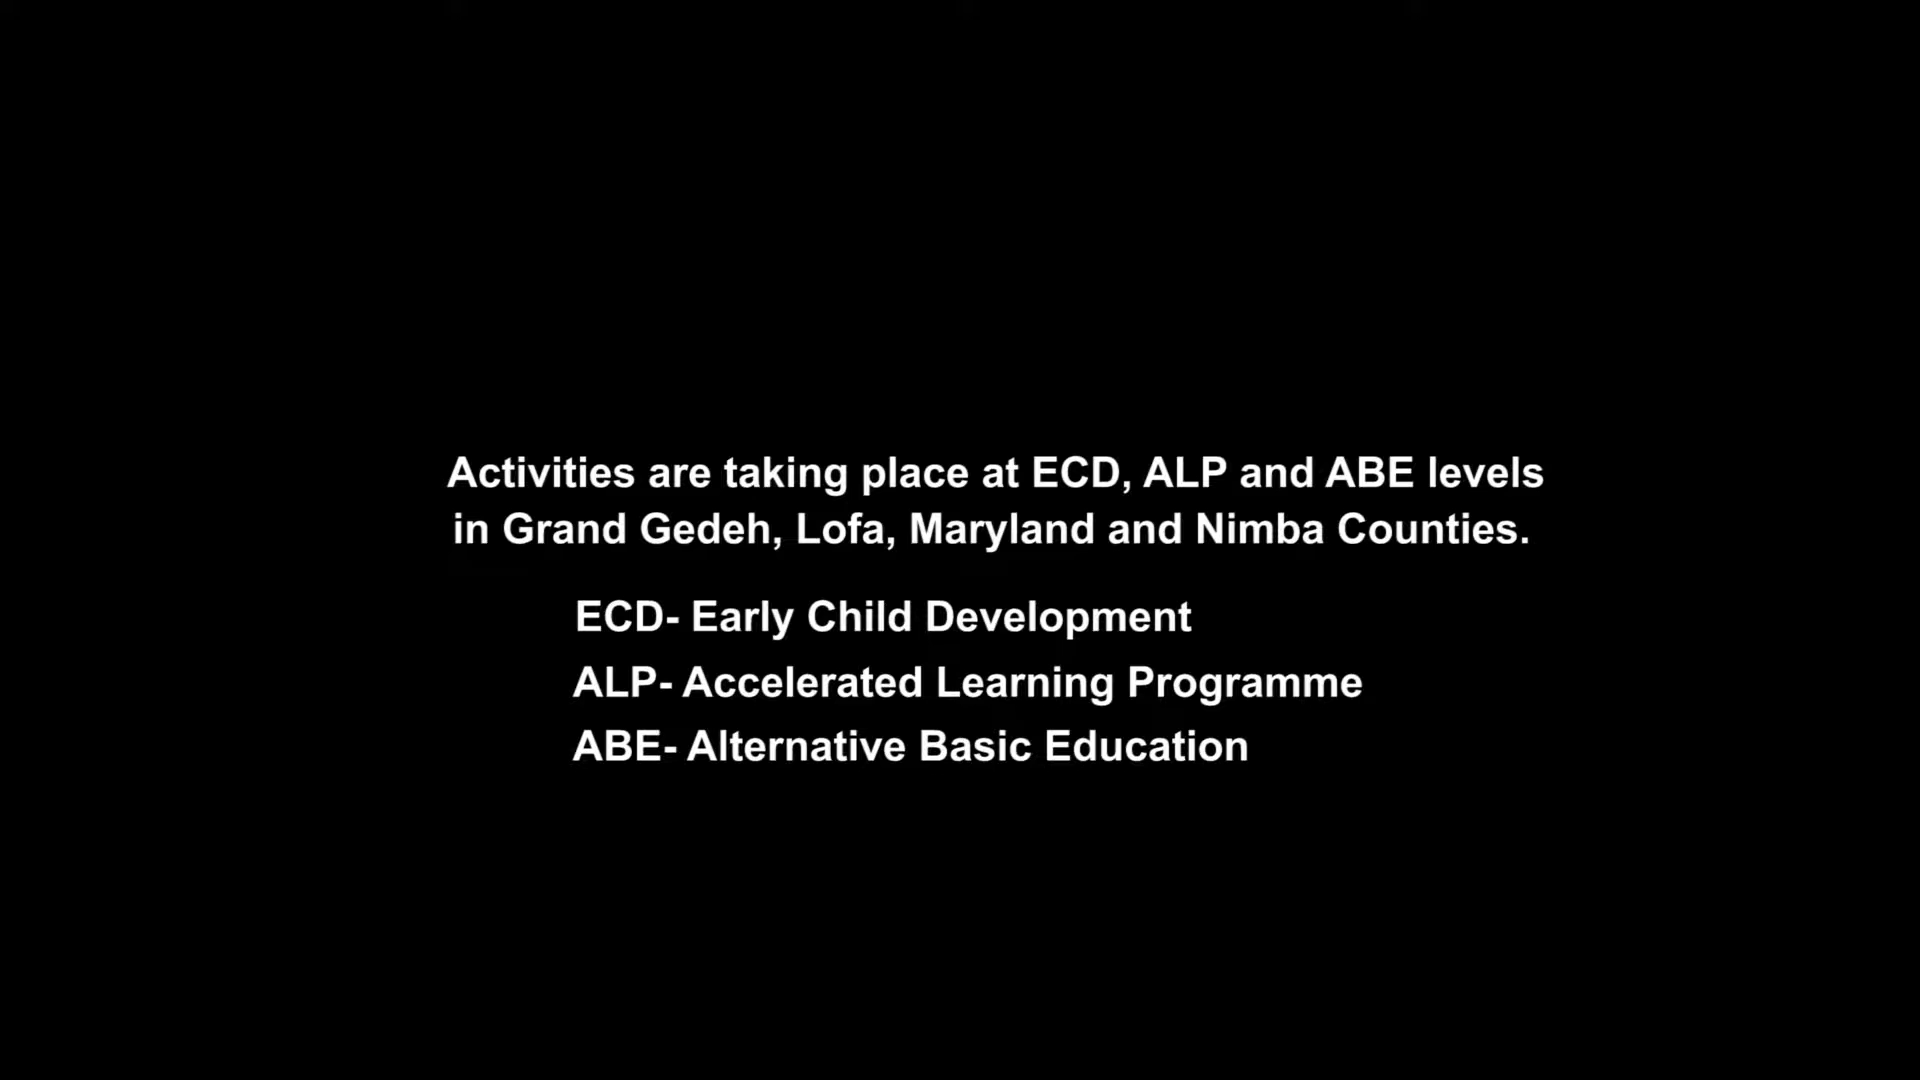 Activities are taking place at ECD, ALP and ABE levels
in Grand Gedeh, Lofa, Maryland and Nimba Counties.
ECD- Early Child Development
ALP- Accelerated Learning Programme
ABE- Alternative Basic Education